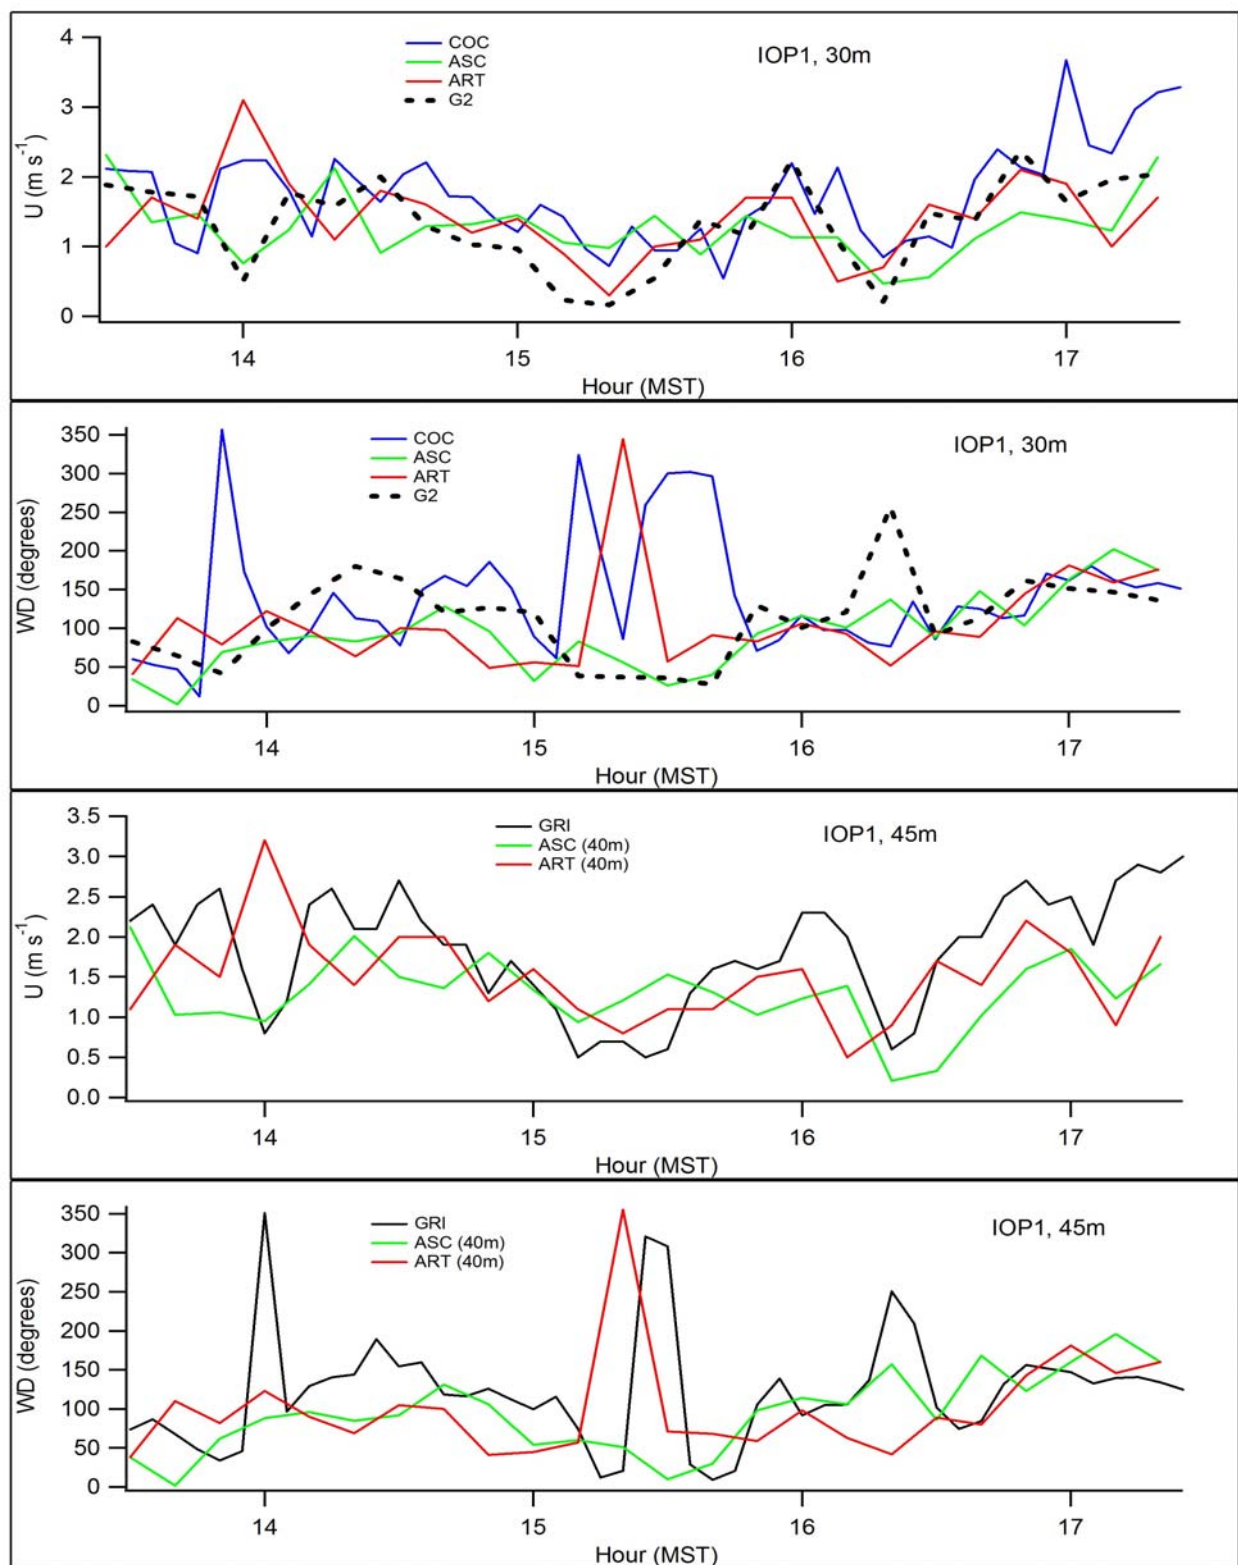 4
3
2
1
0
U (m s⁻¹)
COC
ASC
ART
G2
IOP1, 30m
14 15 16 17
Hour (MST)
350
300
250
200
150
100
50
0
WD (degrees)
COC
ASC
ART
G2
IOP1, 30m
14 15 16 17
Hour (MST)
3.5
3.0
2.5
2.0
1.5
1.0
0.5
0.0
U (m s⁻¹)
GRI
ASC (40m)
ART (40m)
IOP1, 45m
14 15 16 17
Hour (MST)
350
300
250
200
150
100
50
0
WD (degrees)
GRI
ASC (40m)
ART (40m)
IOP1, 45m
14 15 16 17
Hour (MST)